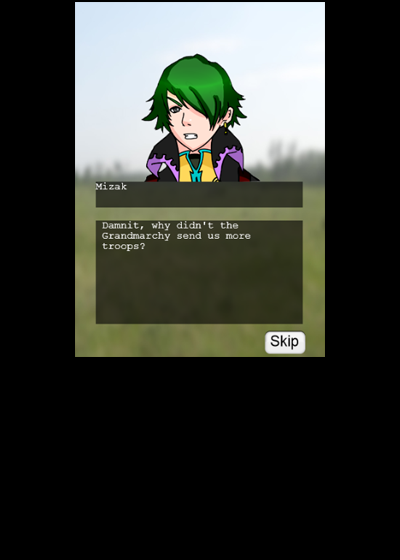 Mizak
Damnit, why didn't the
Grandmarchy send us more
troops?
Skip